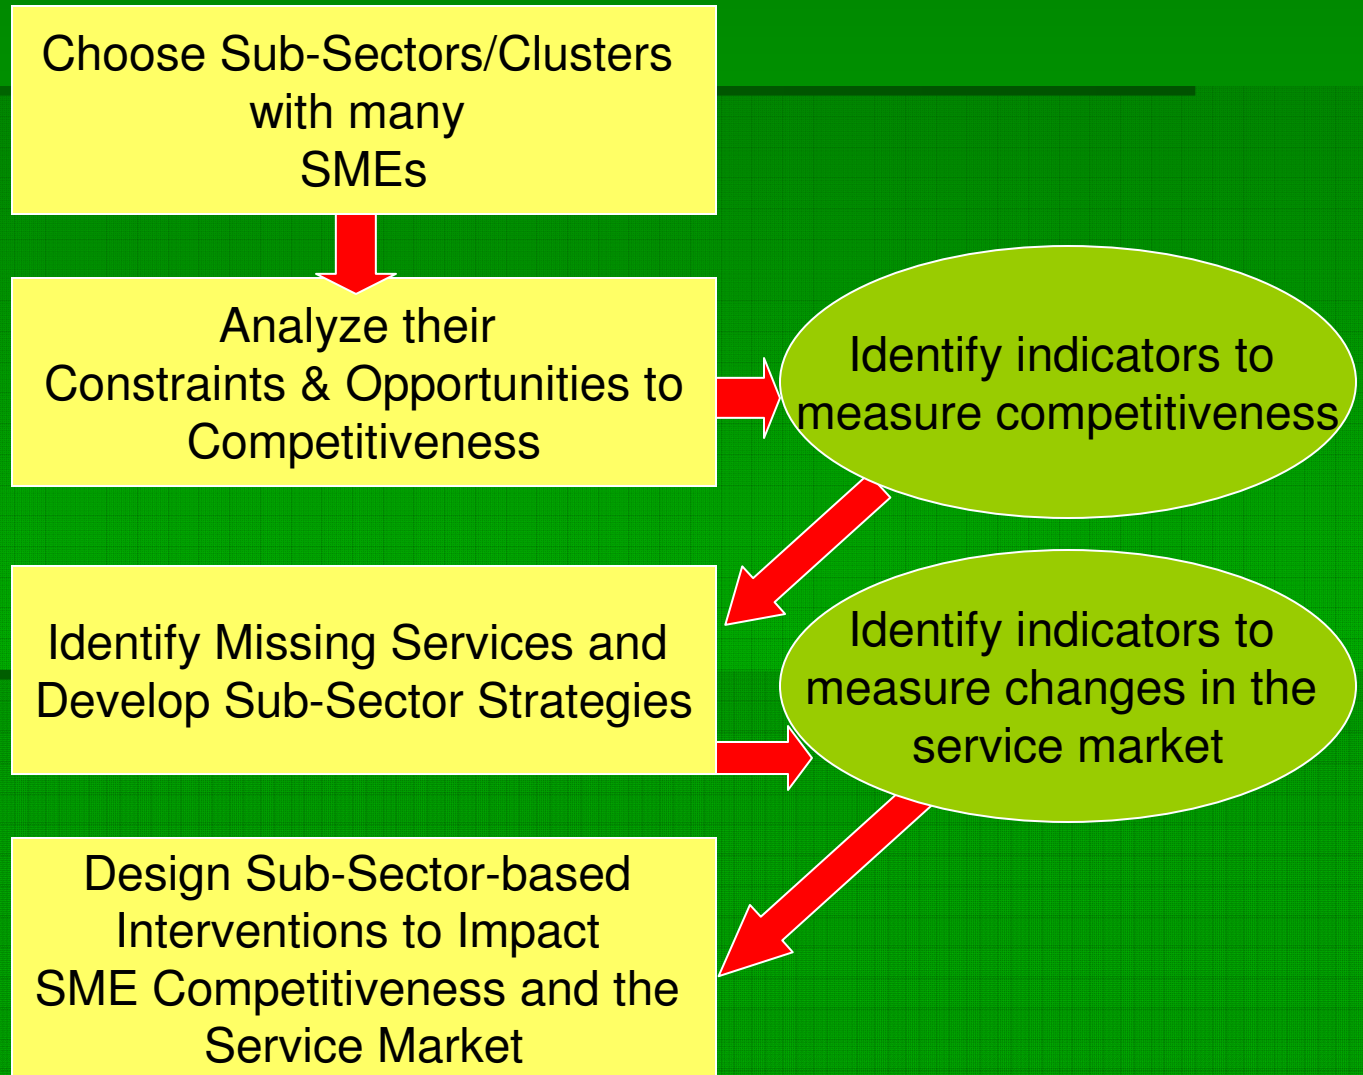 Choose Sub-Sectors/Clusters
with many
SMEs
Analyze their
Constraints & Opportunities to
Competitiveness
Identify indicators to
measure competitiveness
Identify Missing Services and
Develop Sub-Sector Strategies
Identify indicators to
measure changes in the
service market
Design Sub-Sector-based
Interventions to Impact
SME Competitiveness and the
Service Market